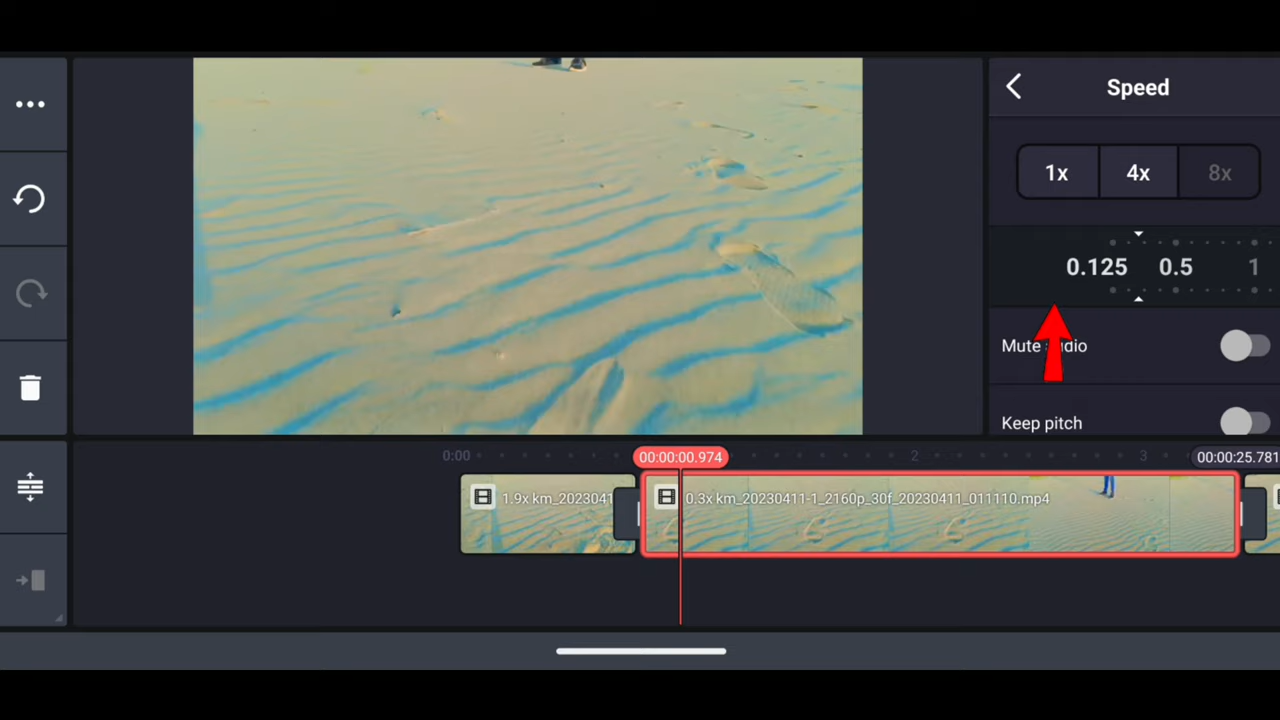 Speed
1x 4x 8x
0.125 0.5 1
Mute dio
Keep pitch
0:00 00:00:00.974 2 3 00:00:25.781
1.9x km_2023041 0.3x km_20230411-1_2160p_30f_20230411_011110.mp4